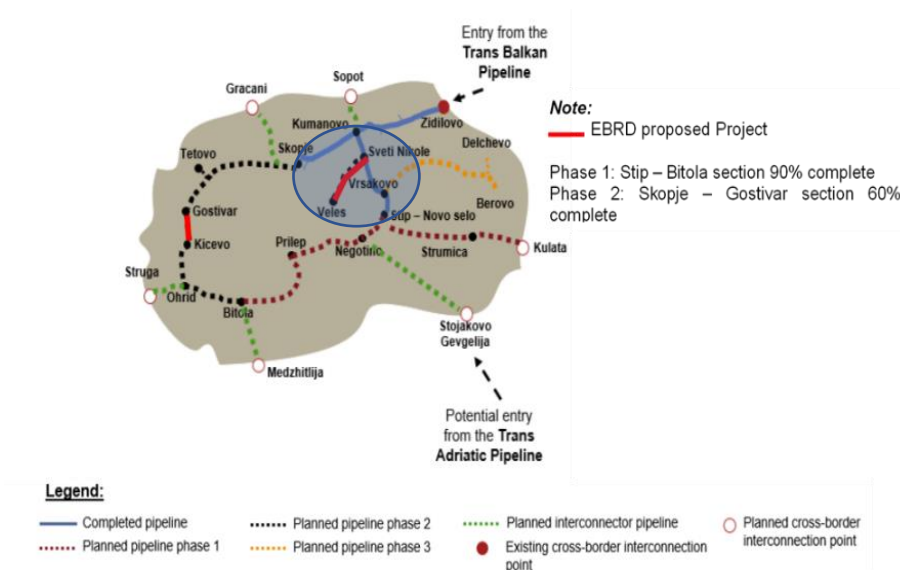 Entry from the
Trans Balkan
Pipeline
Sopot
Gracani
Zidilovo
Kumanovo
Delchevo
Skopje
Sveti Nikole
Tetovo
Vrsakovo
Veles
Berovo
Gostivar
Stip – Novo selo
Kicevo
Prilep
Negotino
Strumica
Kulata
Struga
Ohrid
Bitola
Stojakovo
Gevgelija
Medzhitlija
Potential entry
from the Trans
Adriatic Pipeline
Note:
EBRD proposed Project
Phase 1: Stip – Bitola section 90% complete
Phase 2: Skopje – Gostivar section 60%
complete
Legend:
Completed pipeline
Planned pipeline phase 1
Planned pipeline phase 2
Planned pipeline phase 3
Planned interconnector pipeline
Existing cross-border interconnection
point
Planned cross-border
interconnection point